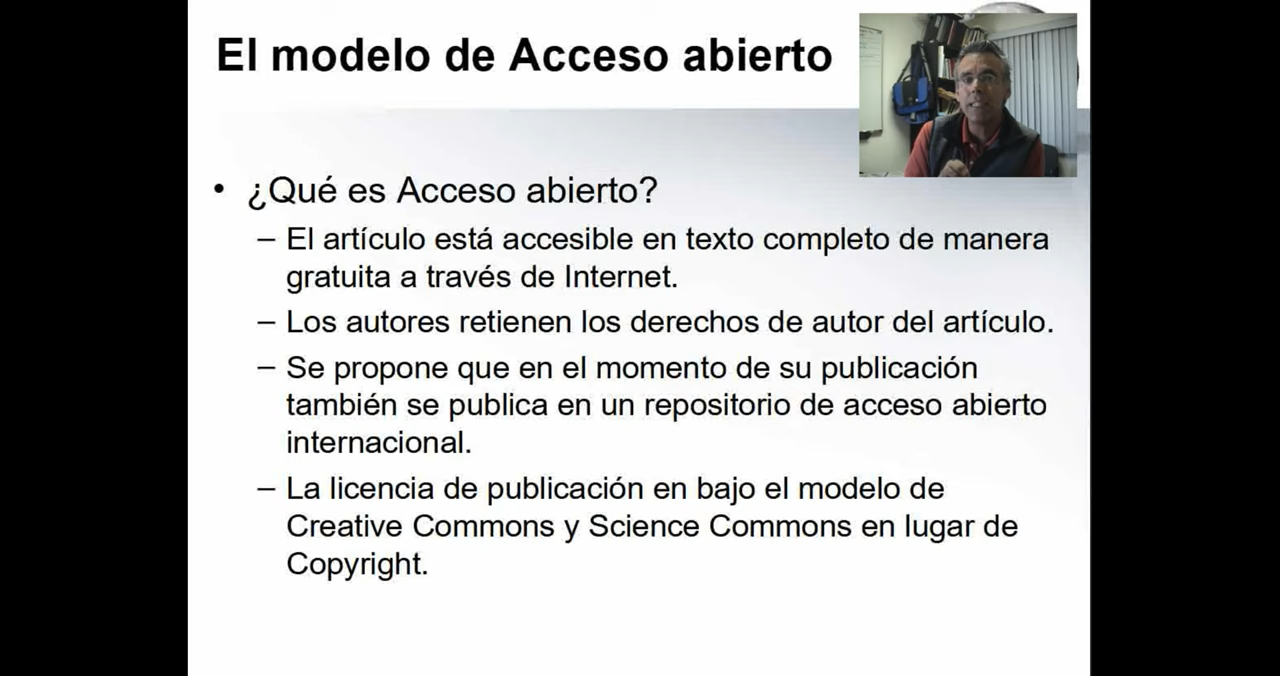 El modelo de Acceso abierto
• ¿Qué es Acceso abierto?
– El artículo está accesible en texto completo de manera
gratuita a través de Internet.
– Los autores retienen los derechos de autor del artículo.
– Se propone que en el momento de su publicación
también se publica en un repositorio de acceso abierto
internacional.
– La licencia de publicación en bajo el modelo de
Creative Commons y Science Commons en lugar de
Copyright.